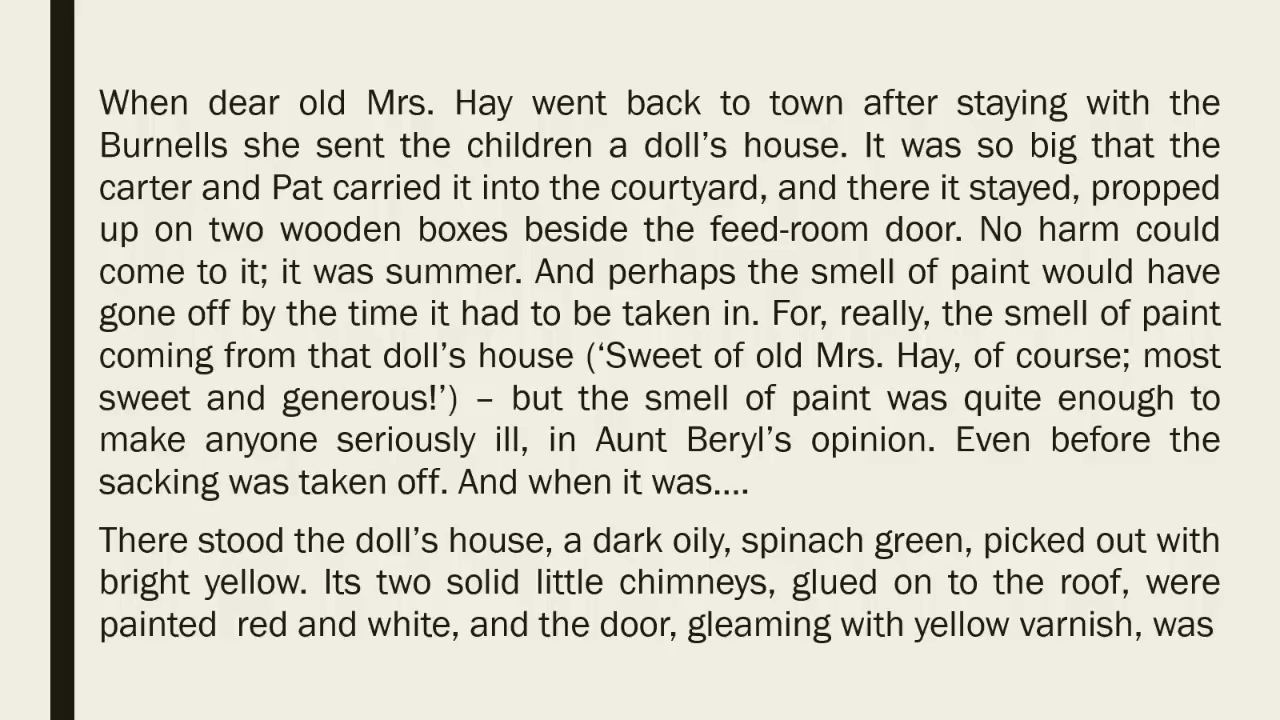 When dear old Mrs. Hay went back to town after staying with the
Burnells she sent the children a doll’s house. It was so big that the
carter and Pat carried it into the courtyard, and there it stayed, propped
up on two wooden boxes beside the feed-room door. No harm could
come to it; it was summer. And perhaps the smell of paint would have
gone off by the time it had to be taken in. For, really, the smell of paint
coming from that doll’s house (‘Sweet of old Mrs. Hay, of course; most
sweet and generous!’) – but the smell of paint was quite enough to
make anyone seriously ill, in Aunt Beryl’s opinion. Even before the
sacking was taken off. And when it was....
There stood the doll’s house, a dark oily, spinach green, picked out with
bright yellow. Its two solid little chimneys, glued on to the roof, were
painted  red and white, and the door, gleaming with yellow varnish, was